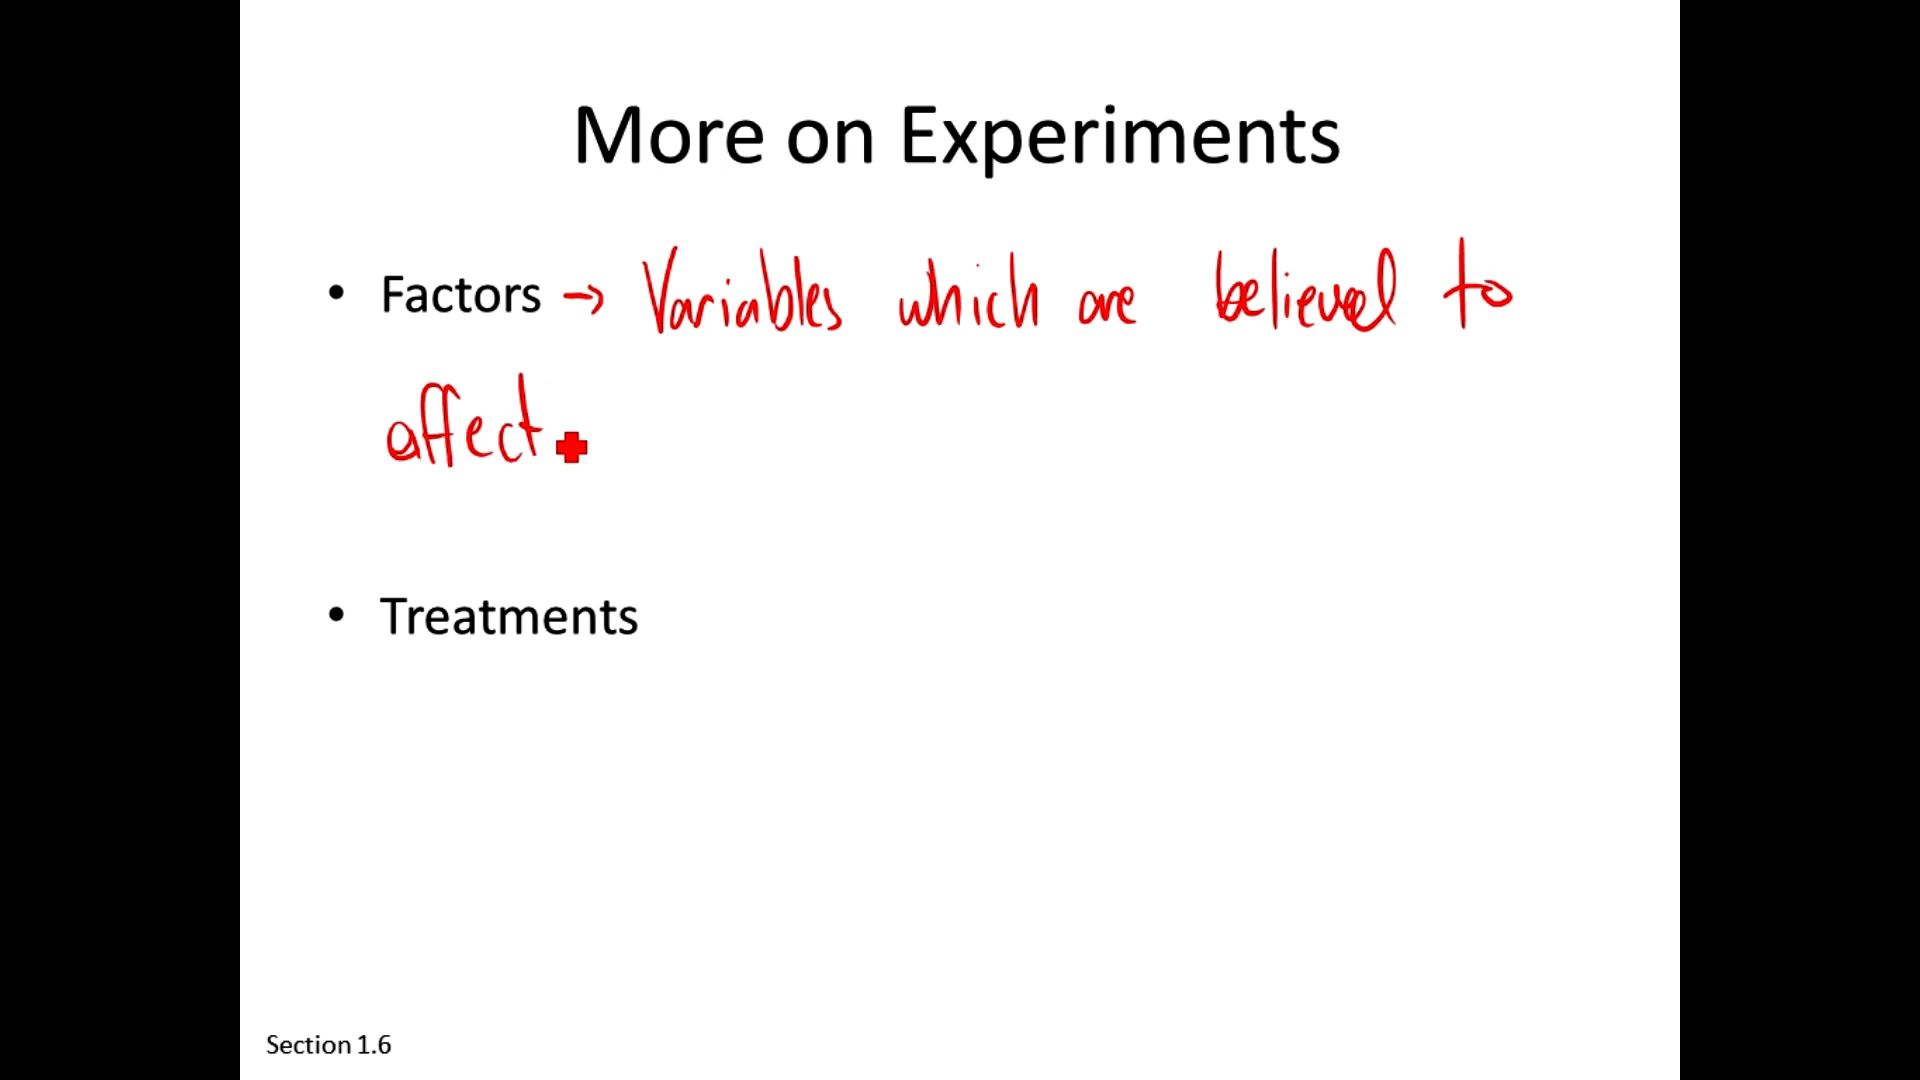 More on Experiments
• Factors → Variables which are believed to
affect
• Treatments
Section 1.6